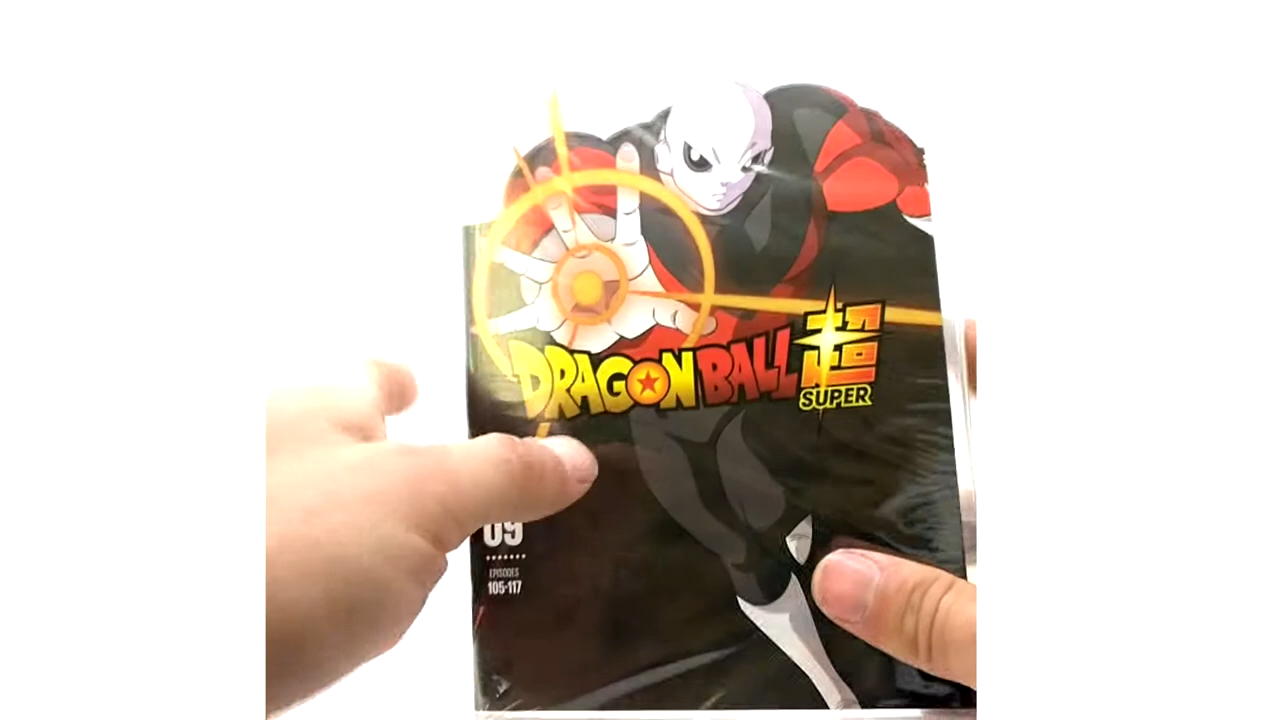 DRAGON BALL 超
SUPER
09
EPISODES
105-117